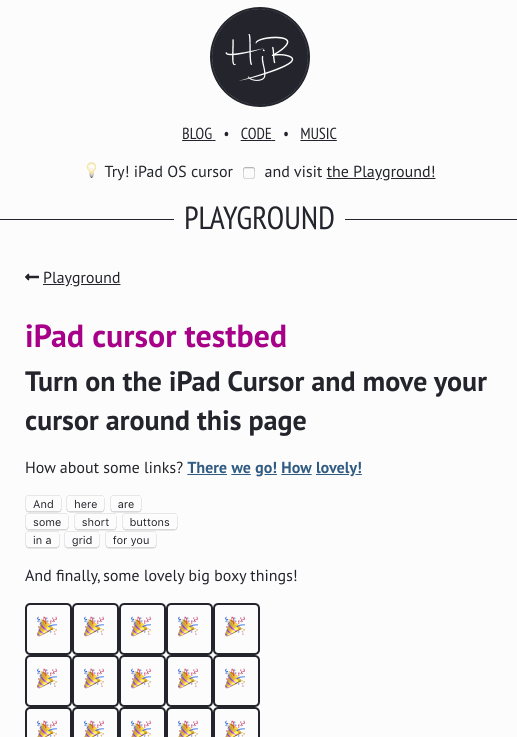 HjB
BLOG • CODE • MUSIC
💡 Try! iPad OS cursor and visit the Playground!
PLAYGROUND
← Playground
iPad cursor testbed
Turn on the iPad Cursor and move your
cursor around this page
How about some links? There we go! How lovely!
And here are
some short buttons
in a grid for you
And finally, some lovely big boxy things!
🎉 🎉 🎉 🎉 🎉
🎉 🎉 🎉 🎉 🎉
🎉 🎉 🎉 🎉 🎉